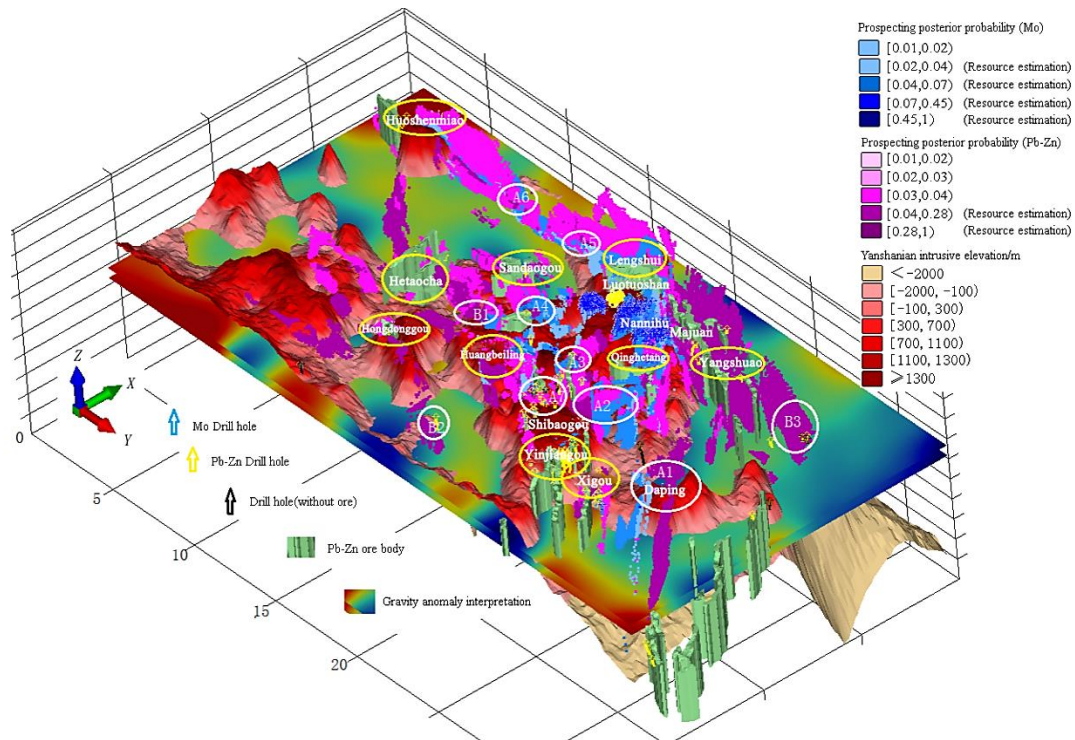 Prospecting posterior probability (Mo)
[0.01,0.02)
[0.02,0.04) (Resource estimation)
[0.04,0.07) (Resource estimation)
[0.07,0.45) (Resource estimation)
[0.45,1) (Resource estimation)
Prospecting posterior probability (Pb-Zn)
[0.01,0.02)
[0.02,0.03)
[0.03,0.04)
[0.04,0.28) (Resource estimation)
[0.28,1) (Resource estimation)
Yanshanian intrusive elevation/m
<-2000
[-2000, -100)
[-100, 300)
[300, 700)
[700, 1100)
[1100, 1300)
≥1300
Huoshenmiao
A6
A5
Lengshui
Sandaogou
Hetaocha
Luotuoshan
B1
A4
Nannihu
Majuan
Hongdonggou
Huangbeiling
A3
Qinghetang
Yangshuao
A
A2
B2
Shibaogou
B3
Yinjiagou
Xigou
A1
Daping
Z
X
Y
0
5
10
15
20
Mo Drill hole
Pb-Zn Drill hole
Drill hole(without ore)
Pb-Zn ore body
Gravity anomaly interpretation